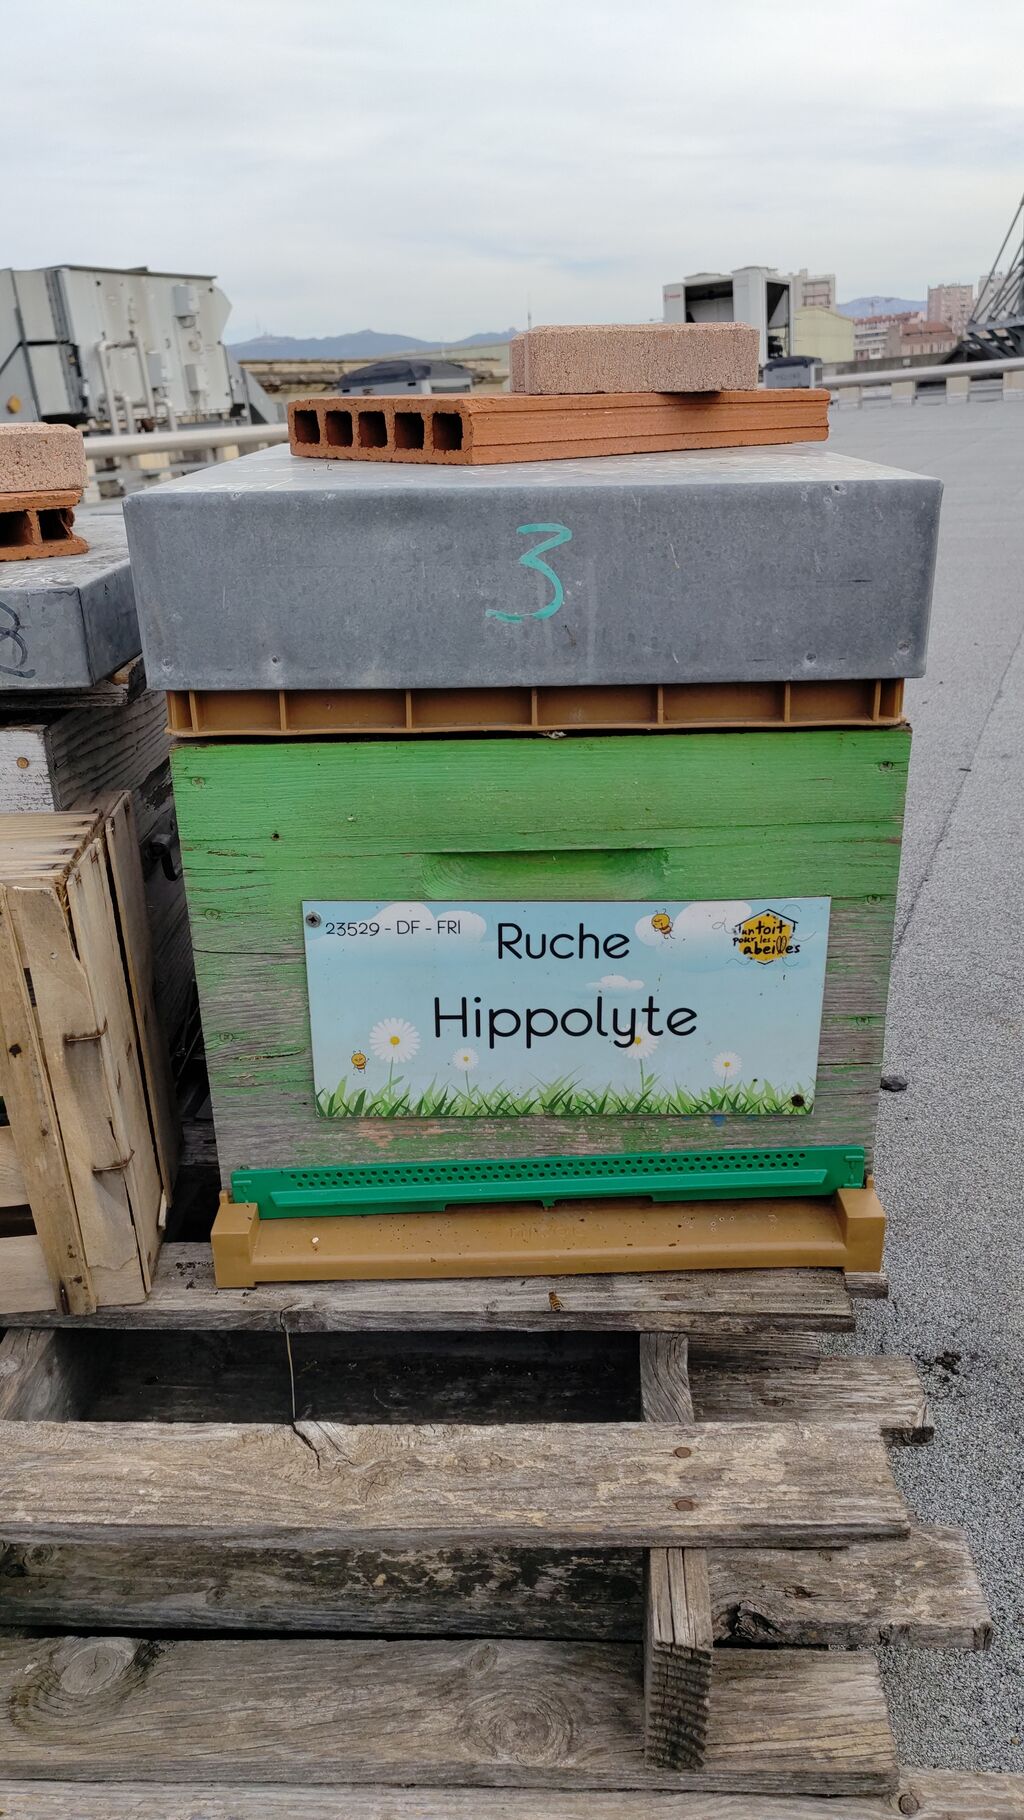 3
23529 - DF - FRI
Ruche
un toit
pour les
abeilles
Hippolyte